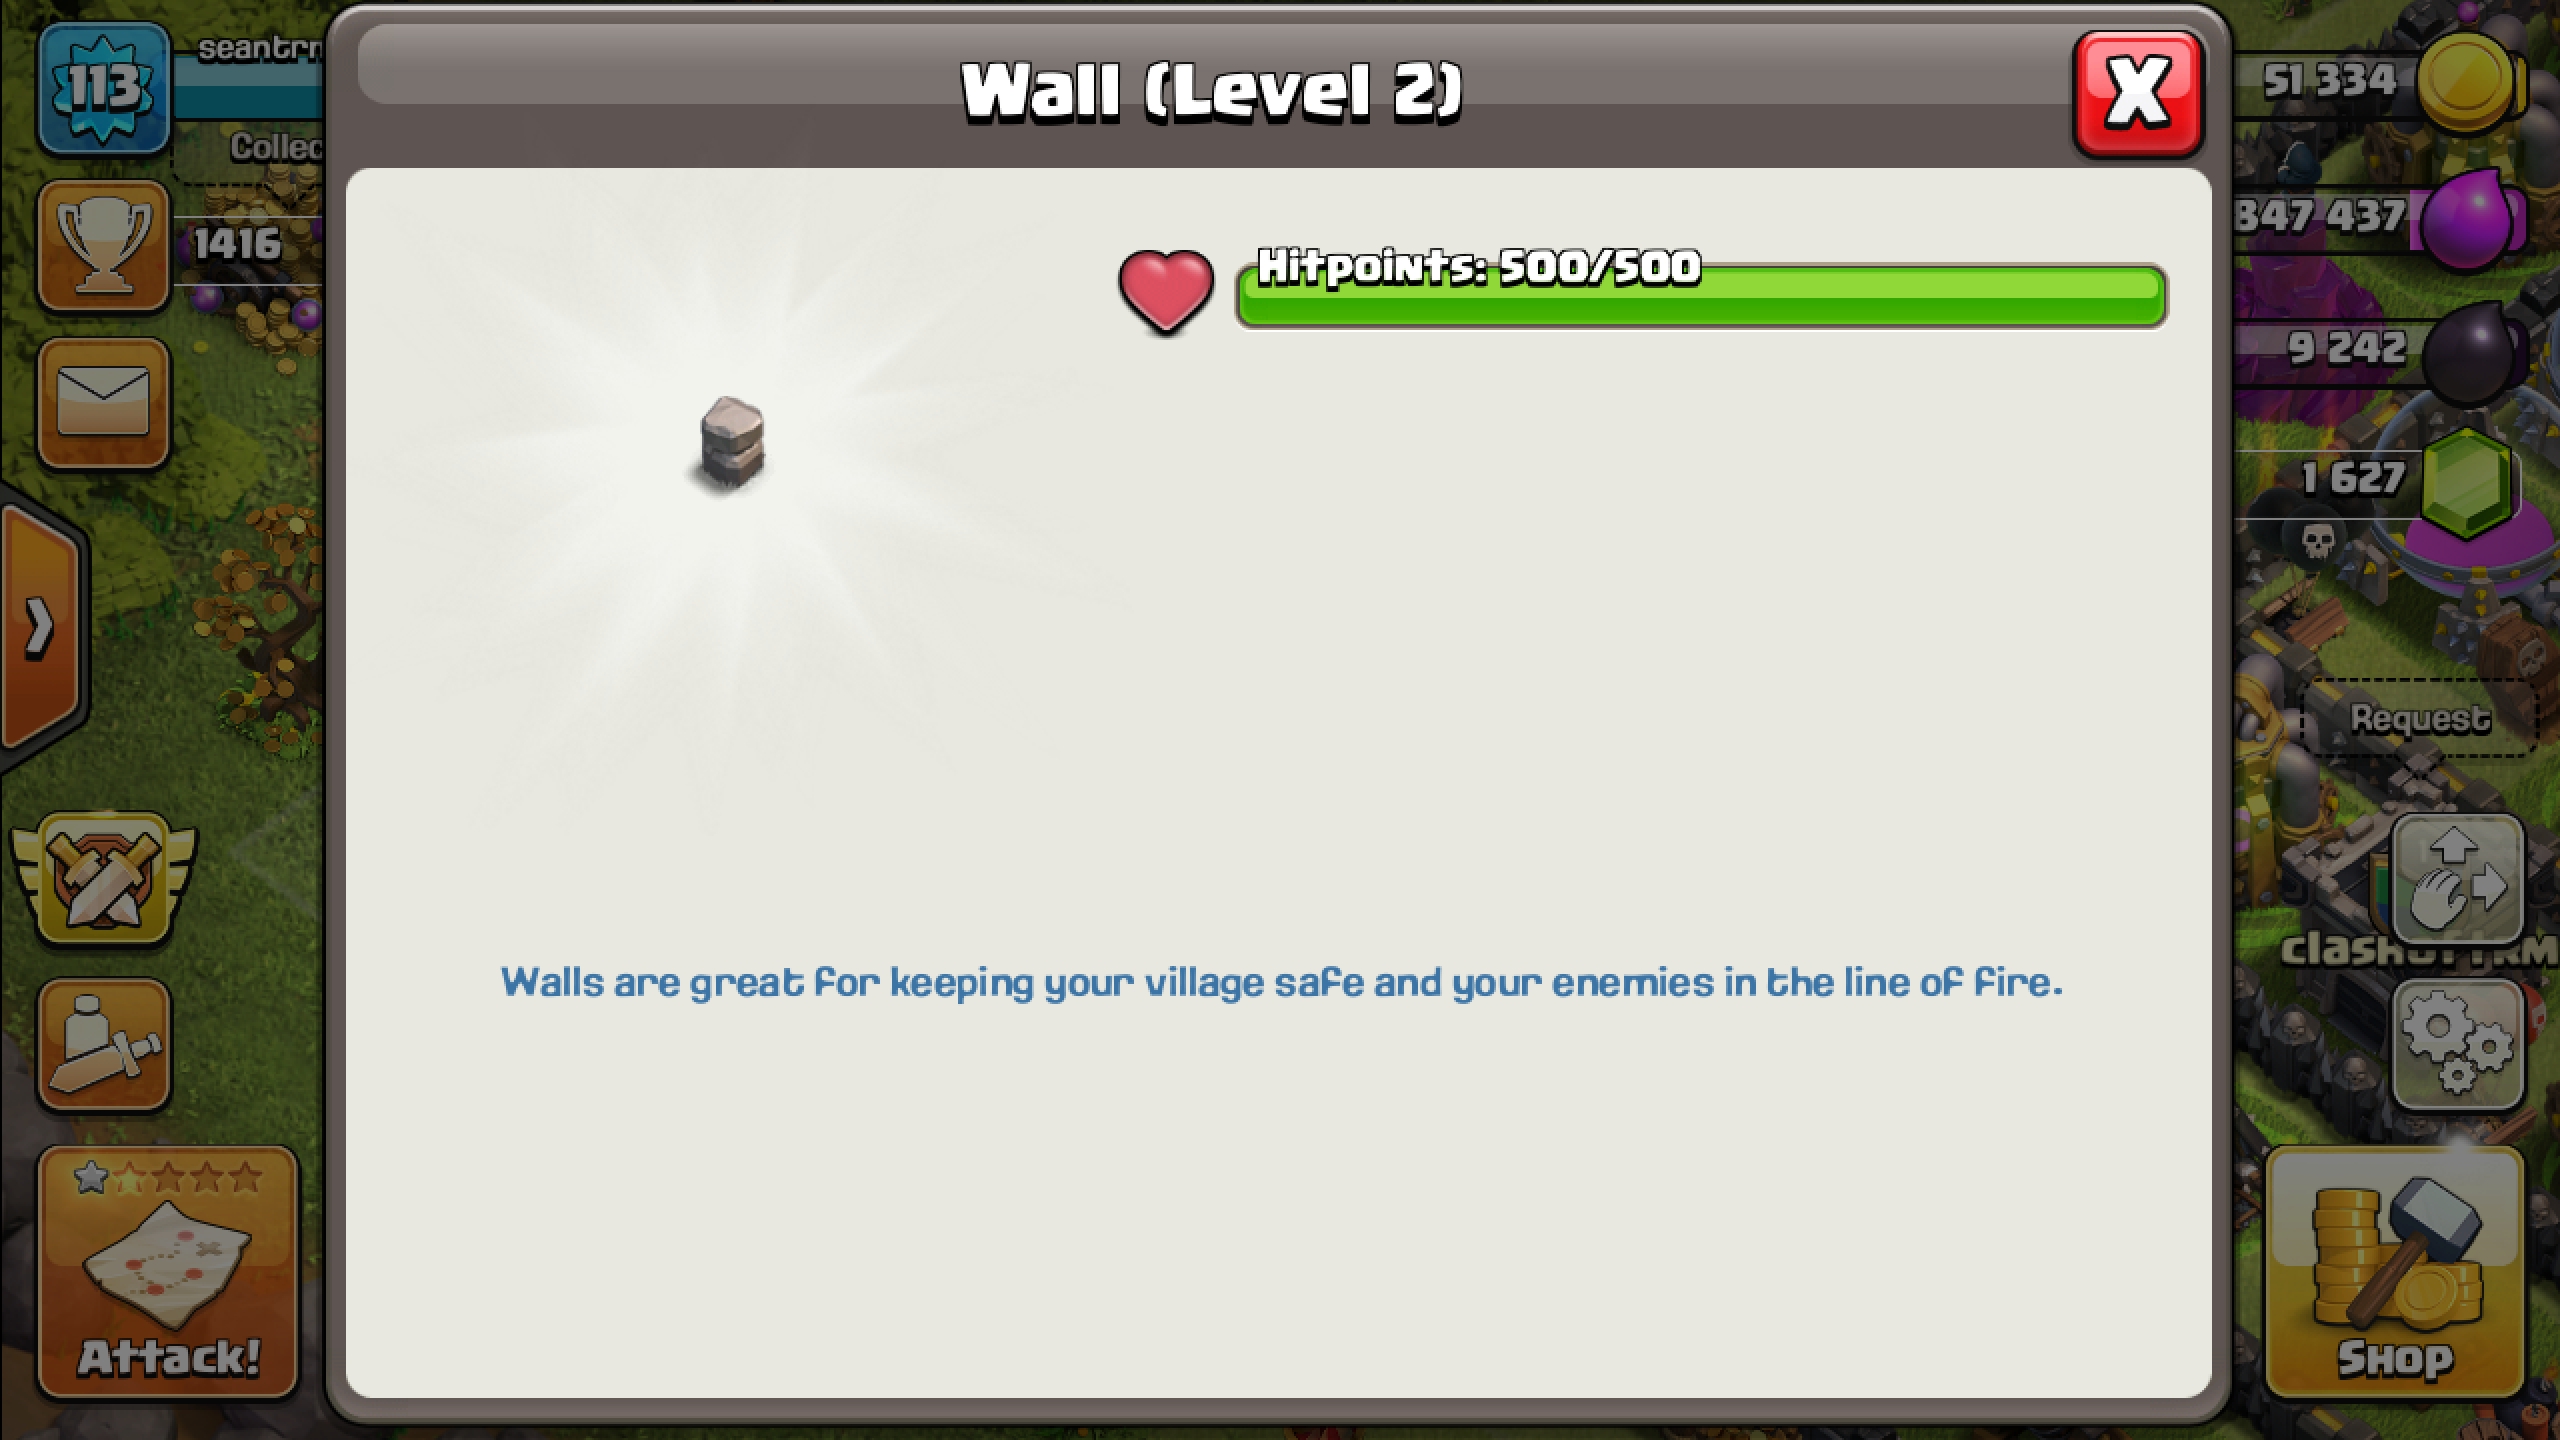 Wall (Level 2)
X
113
51 334
Hitpoints: 500/500
1416
847 437
9 242
1 627
Request
Walls are great for keeping your village safe and your enemies in the line of fire.
Attack!
Shop